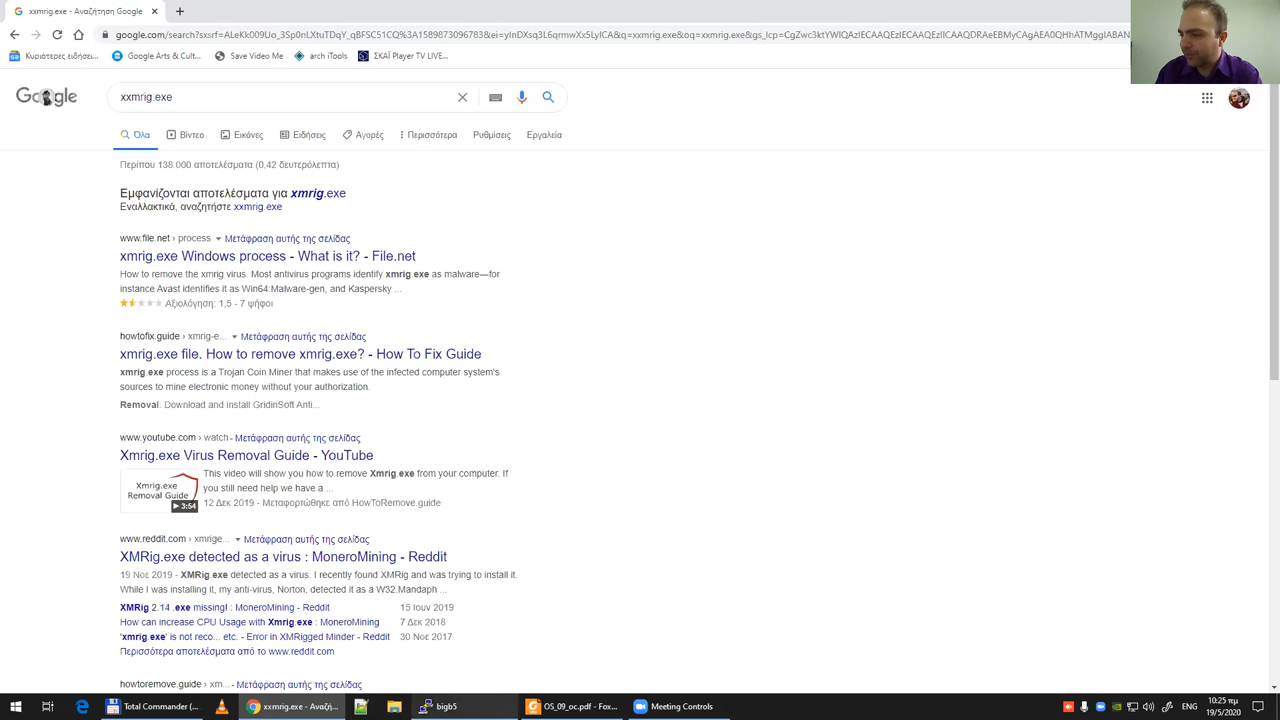 xxmrig.exe - Αναζήτηση Google
google.com/search?sxsrf=
Κυριότερες ειδήσει... Google Arts & Cult... Save Video Me arch iTools ΣΚΑΪ Player TV LIVE...
Google
xxmrig.exe
Όλα Βίντεο Εικόνες Ειδήσεις Αγορές Περισσότερα Ρυθμίσεις Εργαλεία
Περίπου 138.000 αποτελέσματα (0,42 δευτερόλεπτα)
Εμφανίζονται αποτελέσματα για xmrig.exe
Εναλλακτικά, αναζητήστε xxmrig.exe
www.file.net › process Μετάφραση αυτής της σελίδας
xmrig.exe Windows process - What is it? - File.net
How to remove the xmrig virus. Most antivirus programs identify xmrig.exe as malware—for
instance Avast identifies it as Win64:Malware-gen, and Kaspersky ...
Αξιολόγηση: 1,5 - 7 ψήφοι
howtofix.guide › xmrig-e... Μετάφραση αυτής της σελίδας
xmrig.exe file. How to remove xmrig.exe? - How To Fix Guide
xmrig.exe process is a Trojan Coin Miner that makes use of the infected computer system's
sources to mine electronic money without your authorization.
Removal: Download and install GridinSoft Anti...
www.youtube.com › watch - Μετάφραση αυτής της σελίδας
Xmrig.exe Virus Removal Guide - YouTube
Xmrig.exe
Removal Guide
3:54
This video will show you how to remove Xmrig.exe from your computer. If
you still need help we have a ...
12 Δεκ 2019 - Μεταφορτώθηκε από HowToRemove.guide
www.reddit.com › xmrige... Μετάφραση αυτής της σελίδας
XMRig.exe detected as a virus : MoneroMining - Reddit
19 Νοε 2019 - XMRig.exe detected as a virus. I recently found XMRig and was trying to install it.
While I was installing it, my anti-virus, Norton, detected it as a W32.Mandaph ...
XMRig 2.14 .exe missing! : MoneroMining - Reddit 15 Ιουν 2019
How can increase CPU Usage with Xmrig.exe : MoneroMining 7 Δεκ 2018
'xmrig.exe' is not reco... etc. - Error in XMRigged Minder - Reddit 30 Νοε 2017
Περισσότερα αποτελέσματα από το www.reddit.com
howtoremove.guide › xm... - Μετάφραση αυτής της σελίδας
Total Commander (... xxmrig.exe - Αναζή... bigb5 OS_09_oc.pdf - Fox... Meeting Controls ENG 10:25 πμ
19/5/2020